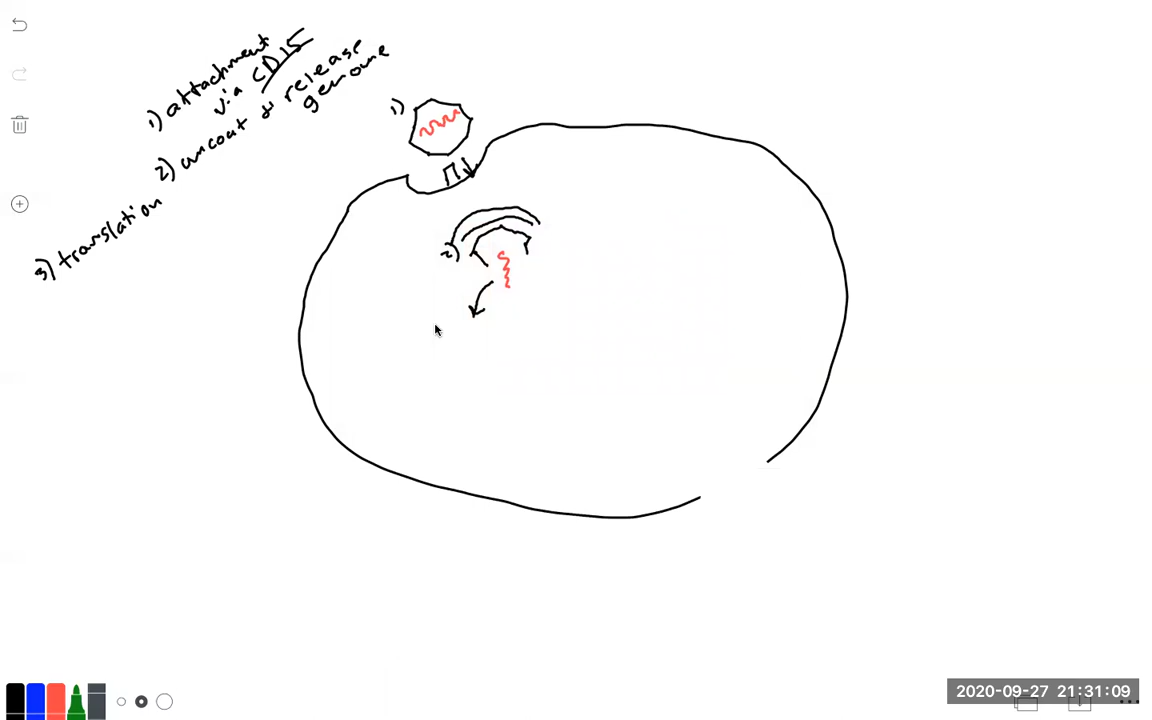 1) attachment
via CD15
2) uncoat & release
genome
3) translation
1)
2)
2020-09-27 21:31:09